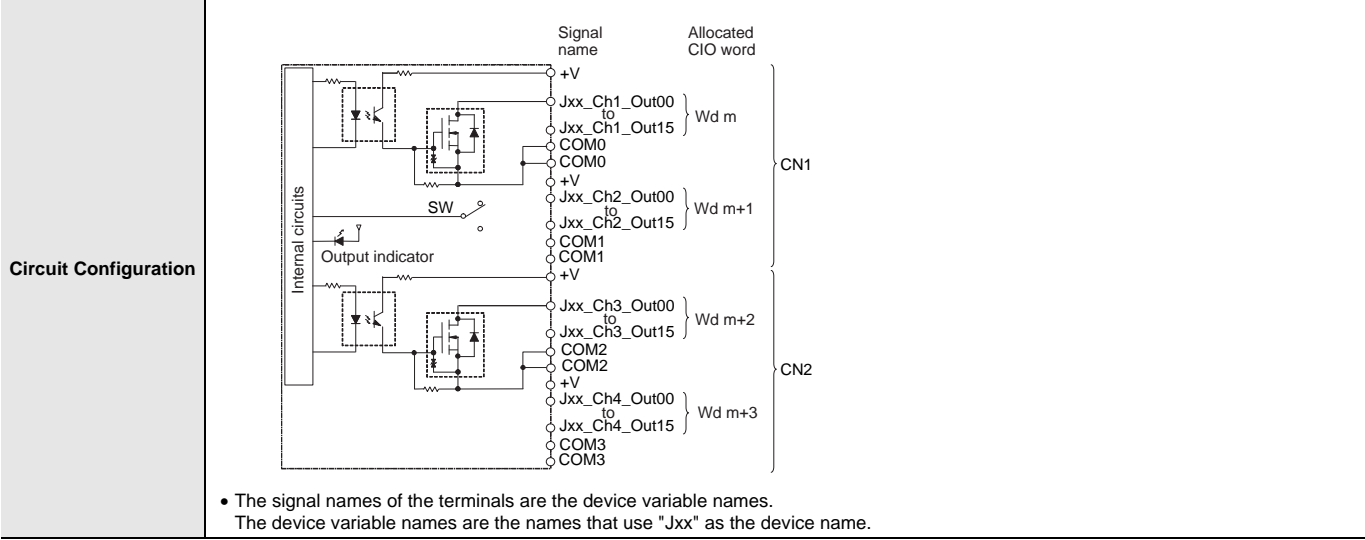 Circuit Configuration
Signal
name
Allocated
CIO word
+V
Jxx_Ch1_Out00
to
Jxx_Ch1_Out15
Wd m
COM0
COM0
CN1
+V
Jxx_Ch2_Out00
to
Jxx_Ch2_Out15
Wd m+1
COM1
COM1
Internal circuits
SW
Output indicator
+V
Jxx_Ch3_Out00
to
Jxx_Ch3_Out15
Wd m+2
COM2
COM2
CN2
+V
Jxx_Ch4_Out00
to
Jxx_Ch4_Out15
Wd m+3
COM3
COM3
• The signal names of the terminals are the device variable names.
The device variable names are the names that use "Jxx" as the device name.